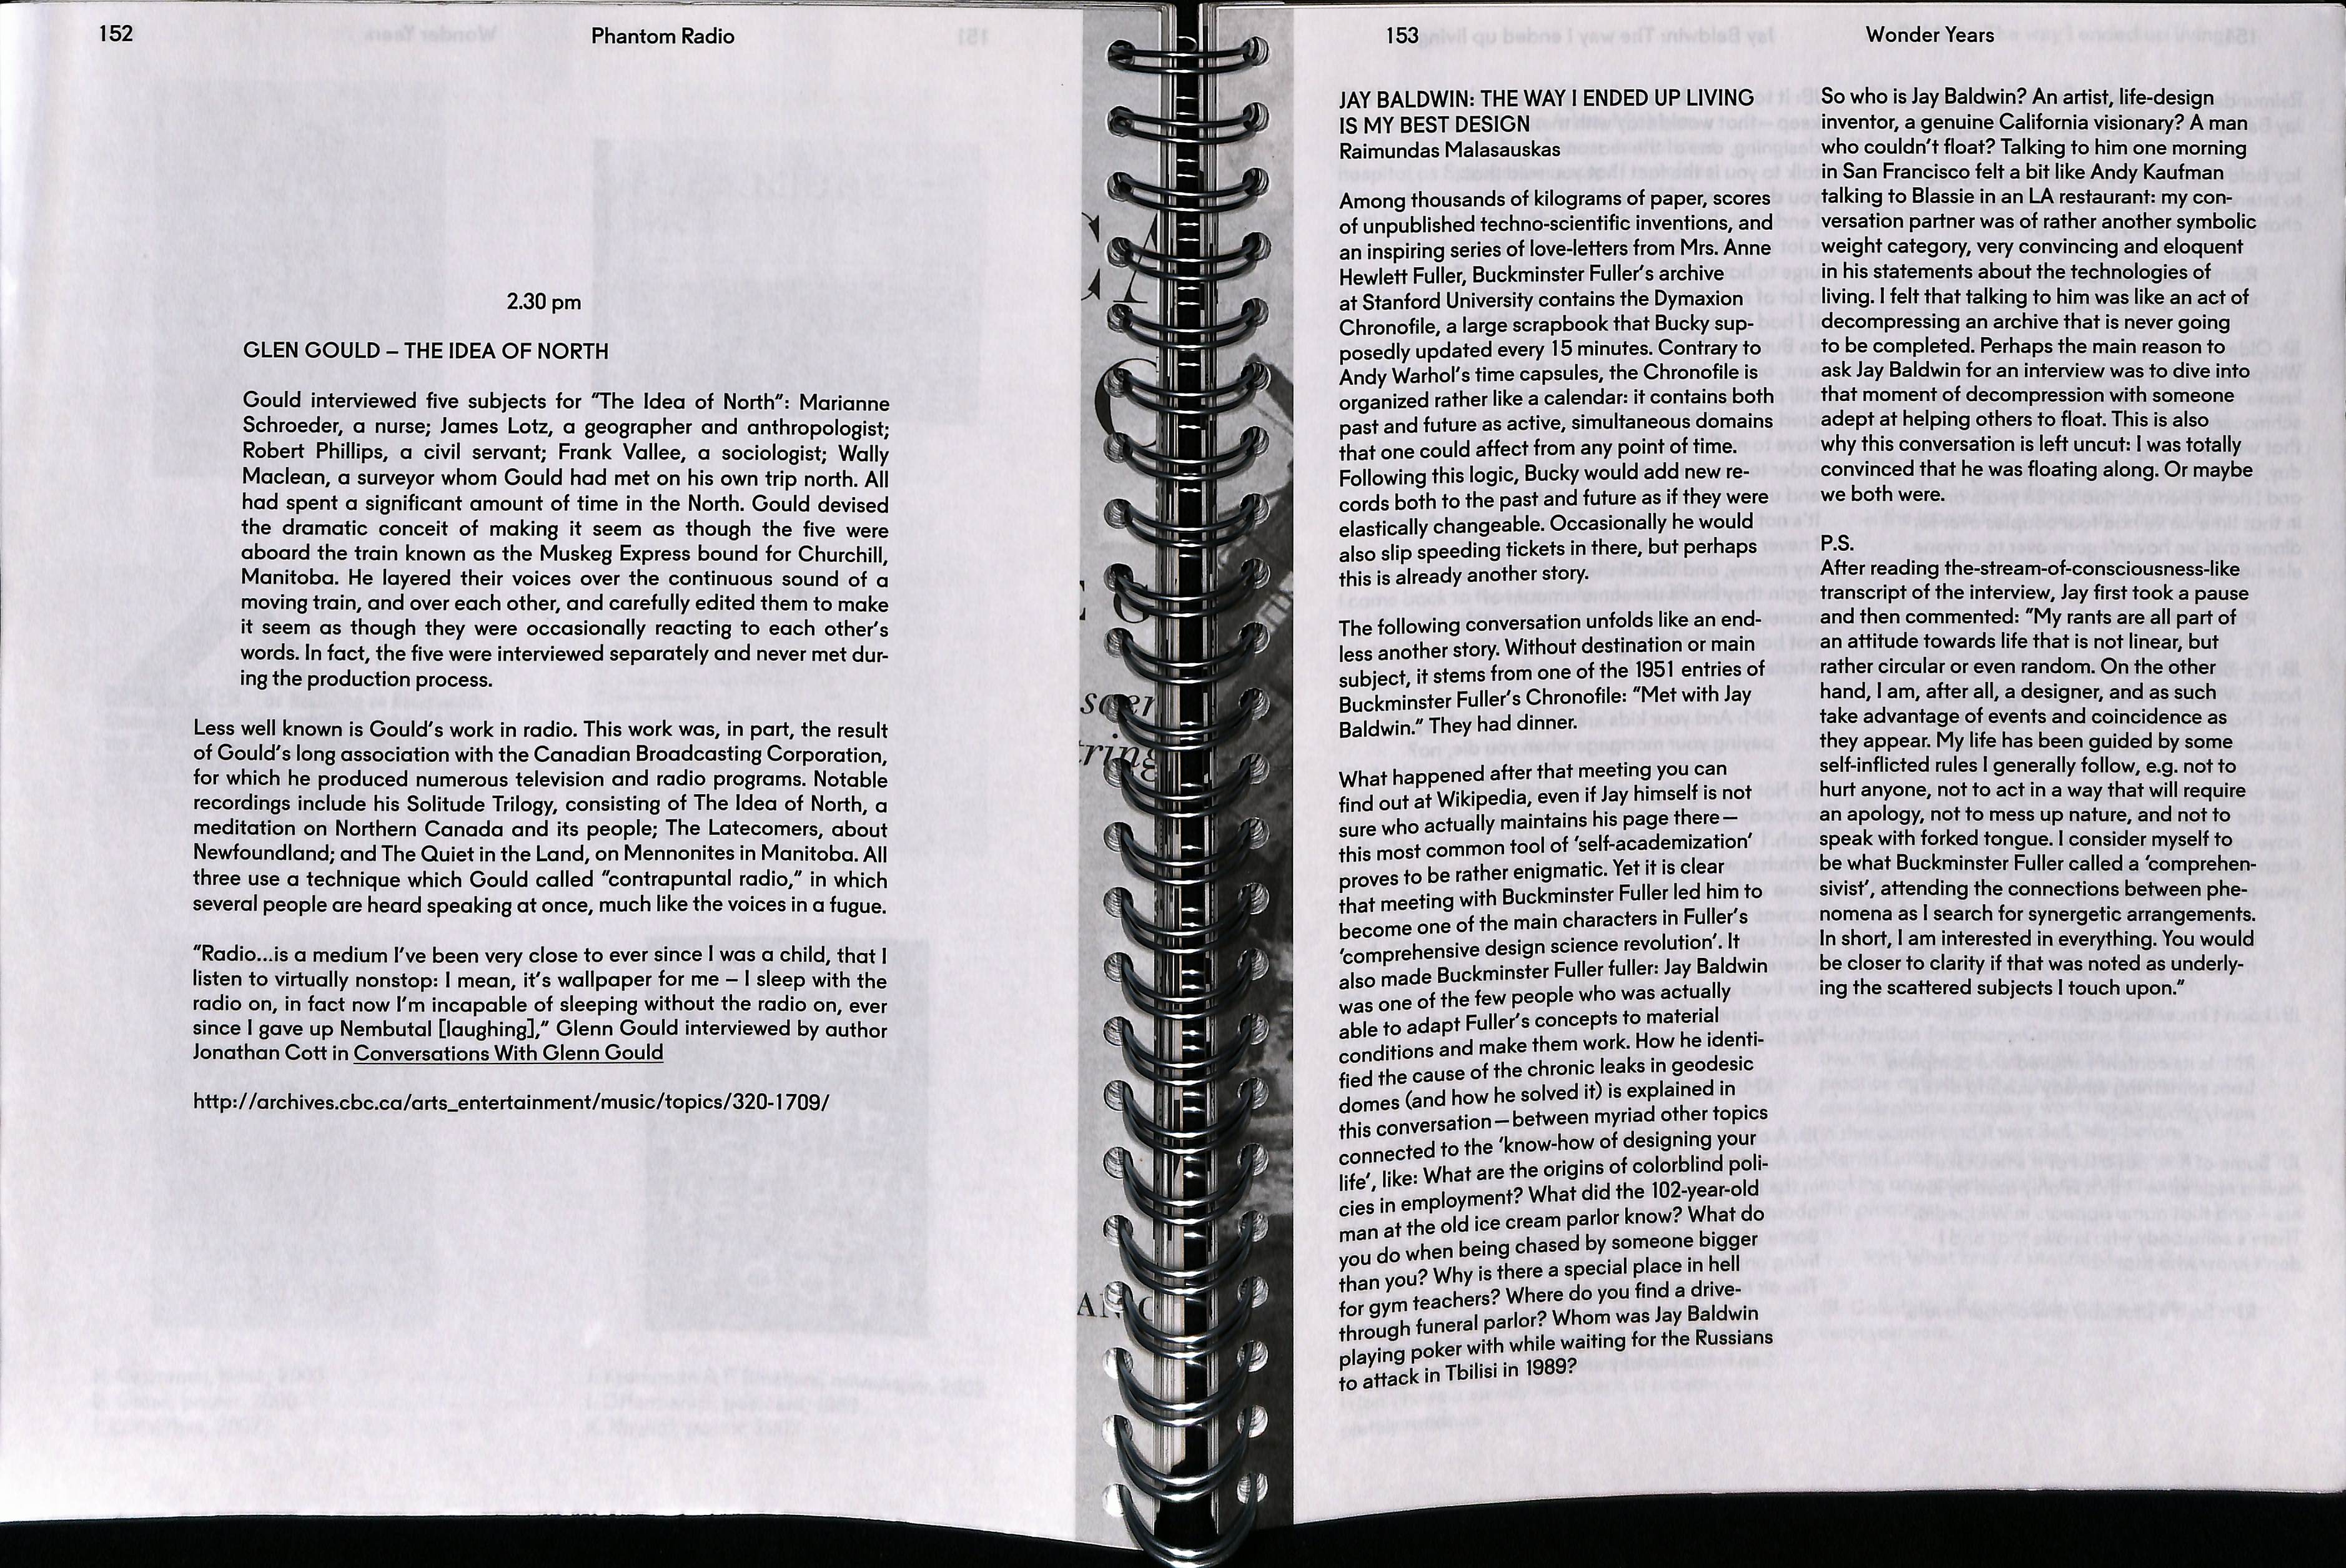 152
Phantom Radio
2.30 pm
GLEN GOULD – THE IDEA OF NORTH
Gould interviewed five subjects for "The Idea of North": Marianne
Schroeder, a nurse; James Lotz, a geographer and anthropologist;
Robert Phillips, a civil servant; Frank Vallee, a sociologist; Wally
Maclean, a surveyor whom Gould had met on his own trip north. All
had spent a significant amount of time in the North. Gould devised
the dramatic conceit of making it seem as though the five were
aboard the train known as the Muskeg Express bound for Churchill,
Manitoba. He layered their voices over the continuous sound of a
moving train, and over each other, and carefully edited them to make
it seem as though they were occasionally reacting to each other's
words. In fact, the five were interviewed separately and never met dur-
ing the production process.
Less well known is Gould's work in radio. This work was, in part, the result
of Gould's long association with the Canadian Broadcasting Corporation,
for which he produced numerous television and radio programs. Notable
recordings include his Solitude Trilogy, consisting of The Idea of North, a
meditation on Northern Canada and its people; The Latecomers, about
Newfoundland; and The Quiet in the Land, on Mennonites in Manitoba. All
three use a technique which Gould called "contrapuntal radio," in which
several people are heard speaking at once, much like the voices in a fugue.
"Radio...is a medium I've been very close to ever since I was a child, that I
listen to virtually nonstop: I mean, it's wallpaper for me – I sleep with the
radio on, in fact now I'm incapable of sleeping without the radio on, ever
since I gave up Nembutal [laughing]," Glenn Gould interviewed by author
Jonathan Cott in Conversations With Glenn Gould
http://archives.cbc.ca/arts_entertainment/music/topics/320-1709/
153
Wonder Years
JAY BALDWIN: THE WAY I ENDED UP LIVING
IS MY BEST DESIGN
Raimundas Malasauskas
Among thousands of kilograms of paper, scores
of unpublished techno-scientific inventions, and
an inspiring series of love-letters from Mrs. Anne
Hewlett Fuller, Buckminster Fuller's archive
at Stanford University contains the Dymaxion
Chronofile, a large scrapbook that Bucky sup-
posedly updated every 15 minutes. Contrary to
Andy Warhol's time capsules, the Chronofile is
organized rather like a calendar: it contains both
past and future as active, simultaneous domains
that one could affect from any point of time.
Following this logic, Bucky would add new re-
cords both to the past and future as if they were
elastically changeable. Occasionally he would
also slip speeding tickets in there, but perhaps
this is already another story.
The following conversation unfolds like an end-
less another story. Without destination or main
subject, it stems from one of the 1951 entries of
Buckminster Fuller's Chronofile: "Met with Jay
Baldwin." They had dinner.
What happened after that meeting you can
find out at Wikipedia, even if Jay himself is not
sure who actually maintains his page there—
this most common tool of 'self-academization'
proves to be rather enigmatic. Yet it is clear
that meeting with Buckminster Fuller led him to
become one of the main characters in Fuller's
'comprehensive design science revolution'. It
also made Buckminster Fuller fuller: Jay Baldwin
was one of the few people who was actually
able to adapt Fuller's concepts to material
conditions and make them work. How he identi-
fied the cause of the chronic leaks in geodesic
domes (and how he solved it) is explained in
this conversation—between myriad other topics
connected to the 'know-how of designing your
life', like: What are the origins of colorblind poli-
cies in employment? What did the 102-year-old
man at the old ice cream parlor know? What do
you do when being chased by someone bigger
than you? Why is there a special place in hell
for gym teachers? Where do you find a drive-
through funeral parlor? Whom was Jay Baldwin
playing poker with while waiting for the Russians
to attack in Tbilisi in 1989?
So who is Jay Baldwin? An artist, life-design
inventor, a genuine California visionary? A man
who couldn't float? Talking to him one morning
in San Francisco felt a bit like Andy Kaufman
talking to Blassie in an LA restaurant: my con-
versation partner was of rather another symbolic
weight category, very convincing and eloquent
in his statements about the technologies of
living. I felt that talking to him was like an act of
decompressing an archive that is never going
to be completed. Perhaps the main reason to
ask Jay Baldwin for an interview was to dive into
that moment of decompression with someone
adept at helping others to float. This is also
why this conversation is left uncut: I was totally
convinced that he was floating along. Or maybe
we both were.
P.S.
After reading the-stream-of-consciousness-like
transcript of the interview, Jay first took a pause
and then commented: "My rants are all part of
an attitude towards life that is not linear, but
rather circular or even random. On the other
hand, I am, after all, a designer, and as such
take advantage of events and coincidence as
they appear. My life has been guided by some
self-inflicted rules I generally follow, e.g. not to
hurt anyone, not to act in a way that will require
an apology, not to mess up nature, and not to
speak with forked tongue. I consider myself to
be what Buckminster Fuller called a 'comprehen-
sivist', attending the connections between phe-
nomena as I search for synergetic arrangements.
In short, I am interested in everything. You would
be closer to clarity if that was noted as underly-
ing the scattered subjects I touch upon."